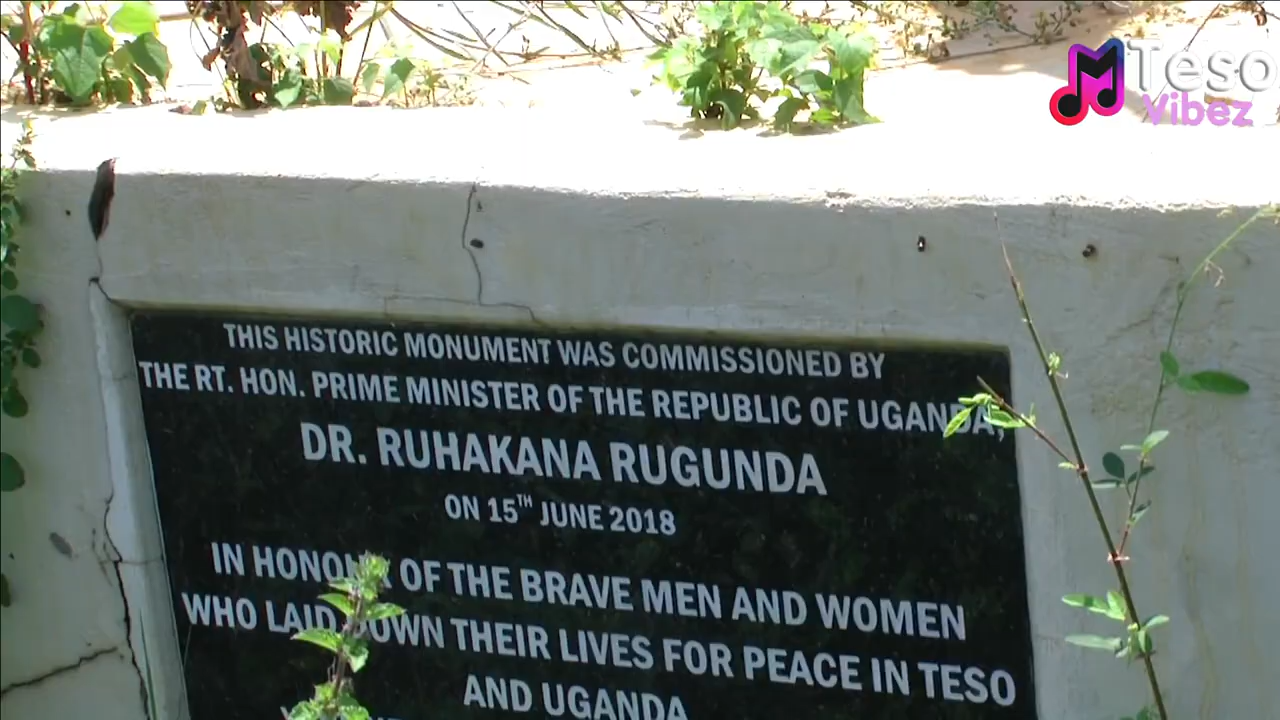 Teso
Vibez
THIS HISTORIC MONUMENT WAS COMMISSIONED BY
THE RT. HON. PRIME MINISTER OF THE REPUBLIC OF UGANDA,
DR. RUHAKANA RUGUNDA
ON 15TH JUNE 2018
IN HONOUR OF THE BRAVE MEN AND WOMEN
WHO LAID DOWN THEIR LIVES FOR PEACE IN TESO
AND UGANDA